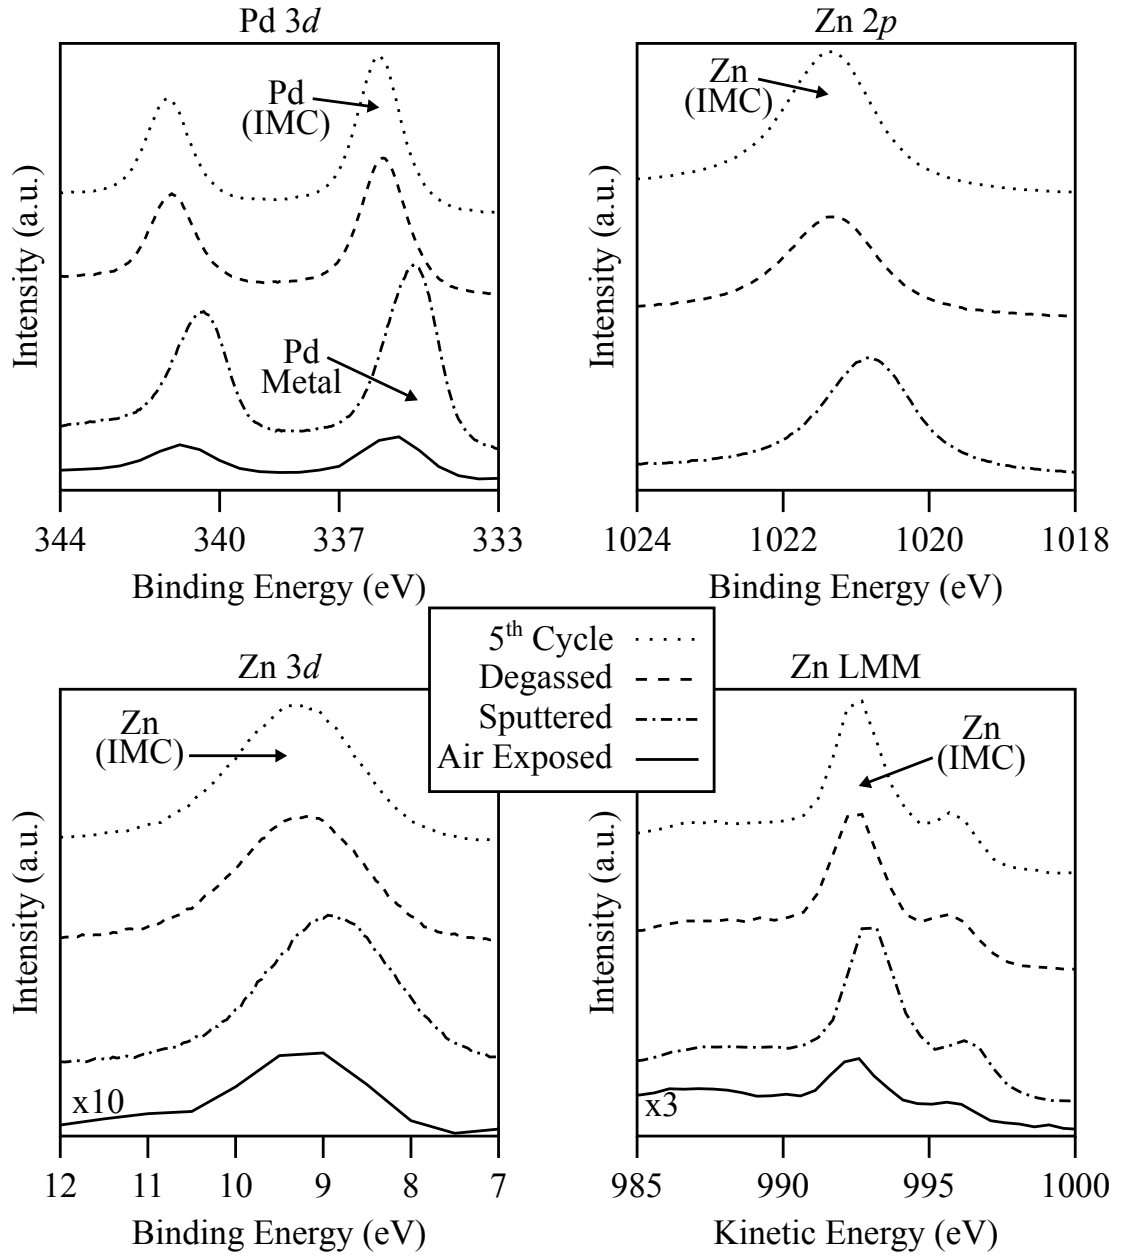 Pd 3d
Intensity (a.u.)
Pd
(IMC)
Pd
Metal
344 340 337 333
Binding Energy (eV)
Zn 2p
Intensity (a.u.)
Zn
(IMC)
1024 1022 1020 1018
Binding Energy (eV)
5th Cycle
Degassed
Sputtered
Air Exposed
Zn 3d
Intensity (a.u.)
Zn
(IMC)
x10
12 11 10 9 8 7
Binding Energy (eV)
Zn LMM
Intensity (a.u.)
Zn
(IMC)
x3
985 990 995 1000
Kinetic Energy (eV)